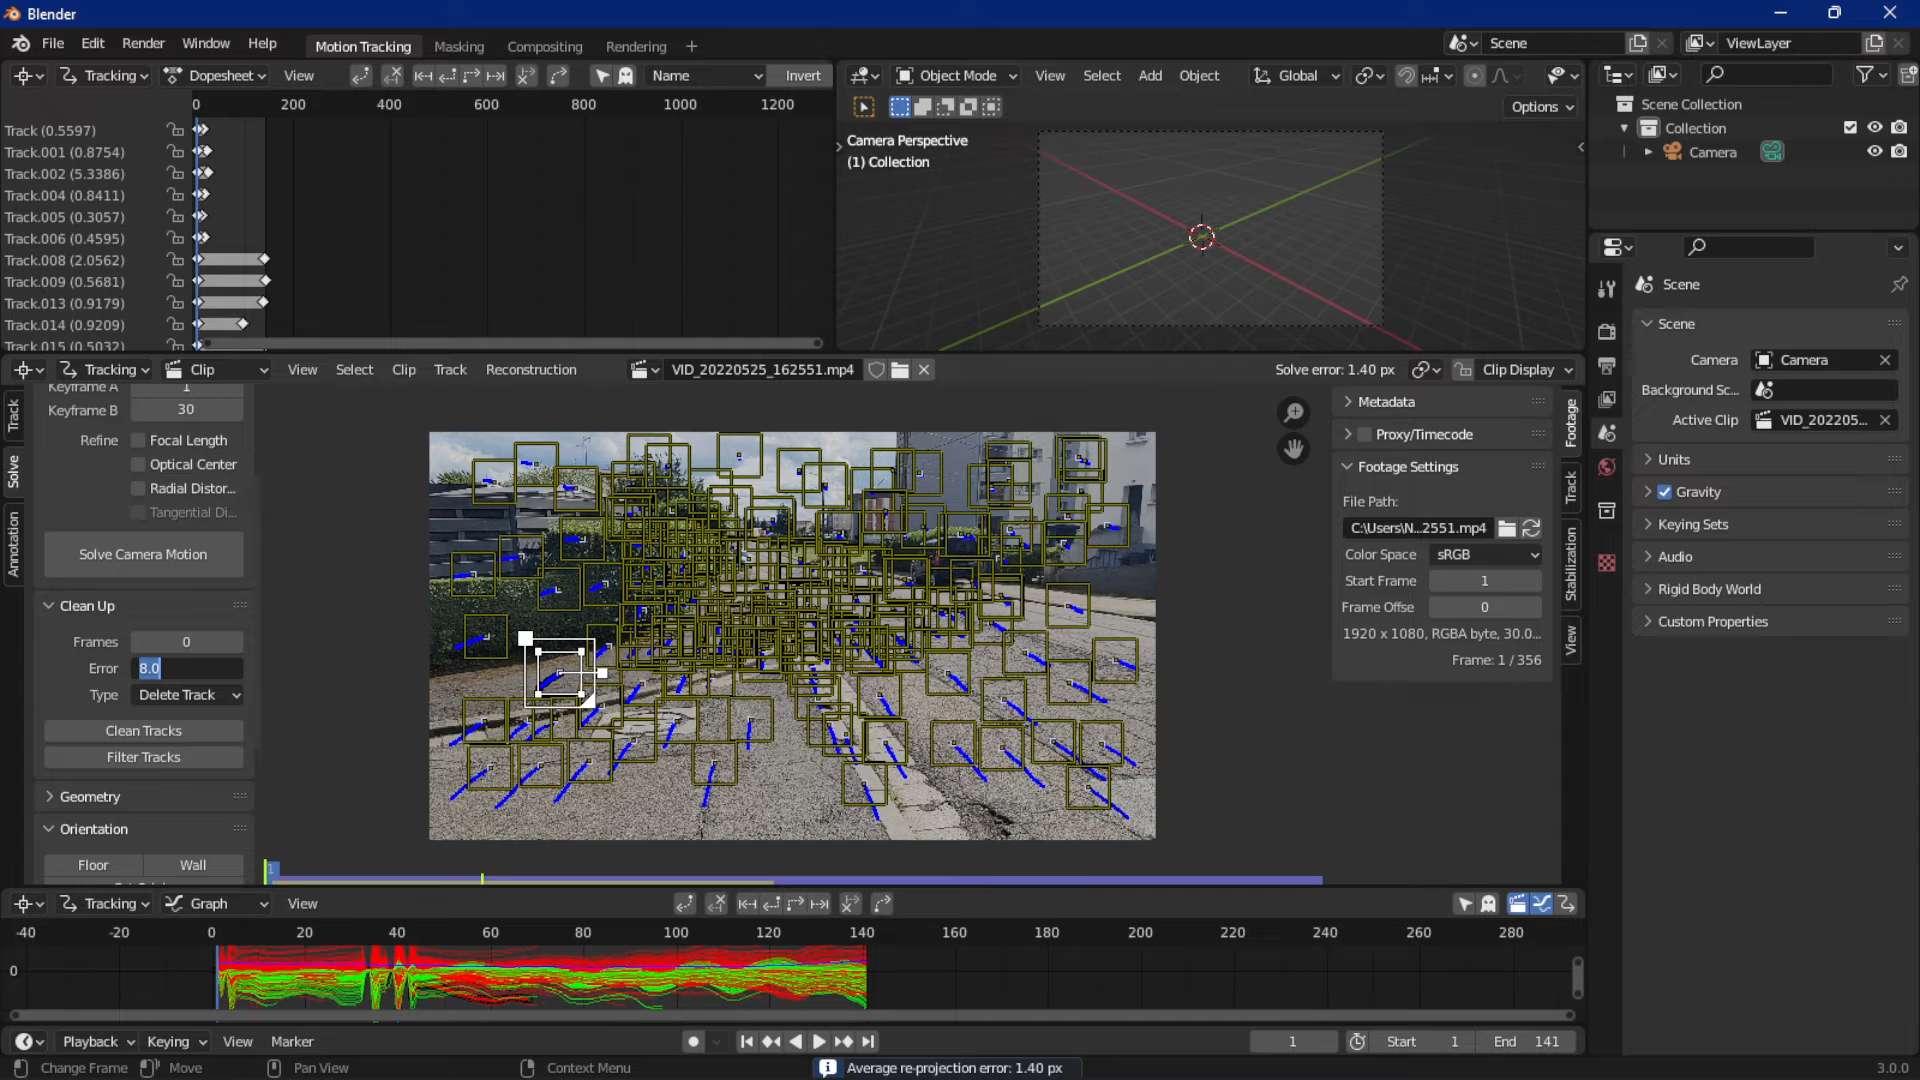 Blender
File Edit Render Window Help Motion Tracking Masking Compositing Rendering + Scene ViewLayer
Tracking Dopesheet View Name Invert
0 200 400 600 800 1000 1200
Track (0.5597)
Track.001 (0.8754)
Track.002 (5.3386)
Track.004 (0.8411)
Track.005 (0.3057)
Track.006 (0.4595)
Track.008 (2.0562)
Track.009 (0.5681)
Track.013 (0.9179)
Track.014 (0.9209)
Track.015 (0.5032)
Object Mode View Select Add Object Global
Options
Camera Perspective
(1) Collection
Scene Collection
Collection
Camera
Tracking Clip View Select Clip Track Reconstruction VID_20220525_162551.mp4 Solve error: 1.40 px Clip Display
Track
Solve
Annotation
Keyframe A 1
Keyframe B 30
Refine Focal Length
Optical Center
Radial Distor...
Tangential Di...
Solve Camera Motion
Clean Up
Frames 0
Error 8.0
Type Delete Track
Clean Tracks
Filter Tracks
Geometry
Orientation
Floor Wall
1
Metadata
Proxy/Timecode
Footage Settings
File Path:
C:\Users\N...2551.mp4
Color Space sRGB
Start Frame 1
Frame Offse 0
1920 x 1080, RGBA byte, 30.0...
Frame: 1 / 356
Footage
Track
Stabilization
View
Scene
Scene
Camera Camera
Background Sc...
Active Clip VID_202205...
Units
Gravity
Keying Sets
Audio
Rigid Body World
Custom Properties
Tracking Graph View
-40 -20 0 20 40 60 80 100 120 140 160 180 200 220 240 260 280
0
Playback Keying View Marker 1 Start 1 End 141
Change Frame Move Pan View Context Menu Average re-projection error: 1.40 px 3.0.0